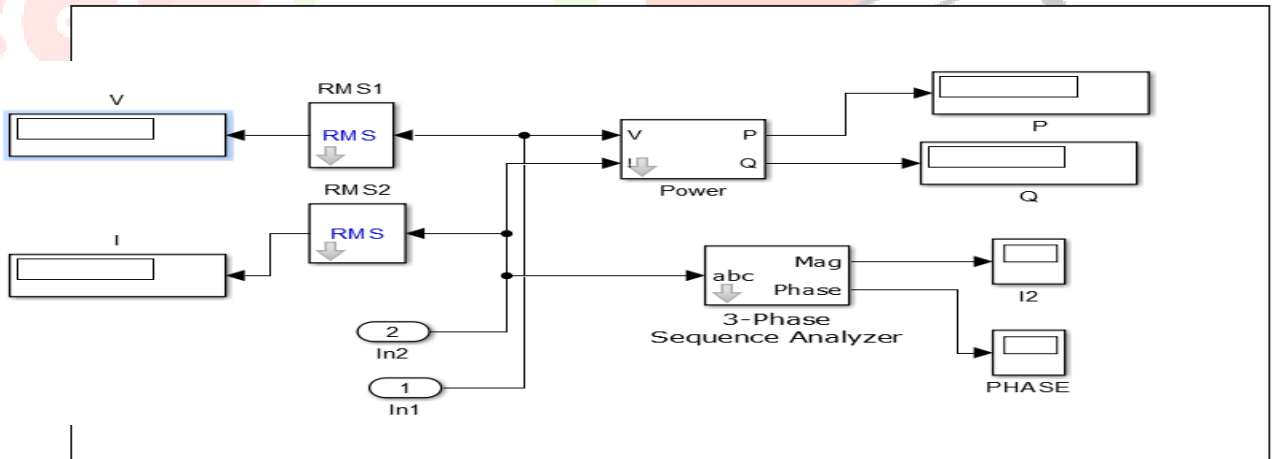 V
RMS1
RMS
V
I
P
Q
Power
P
Q
RMS2
RMS
I
abc
Mag
Phase
3-Phase
Sequence Analyzer
I2
PHASE
2
In2
1
In1